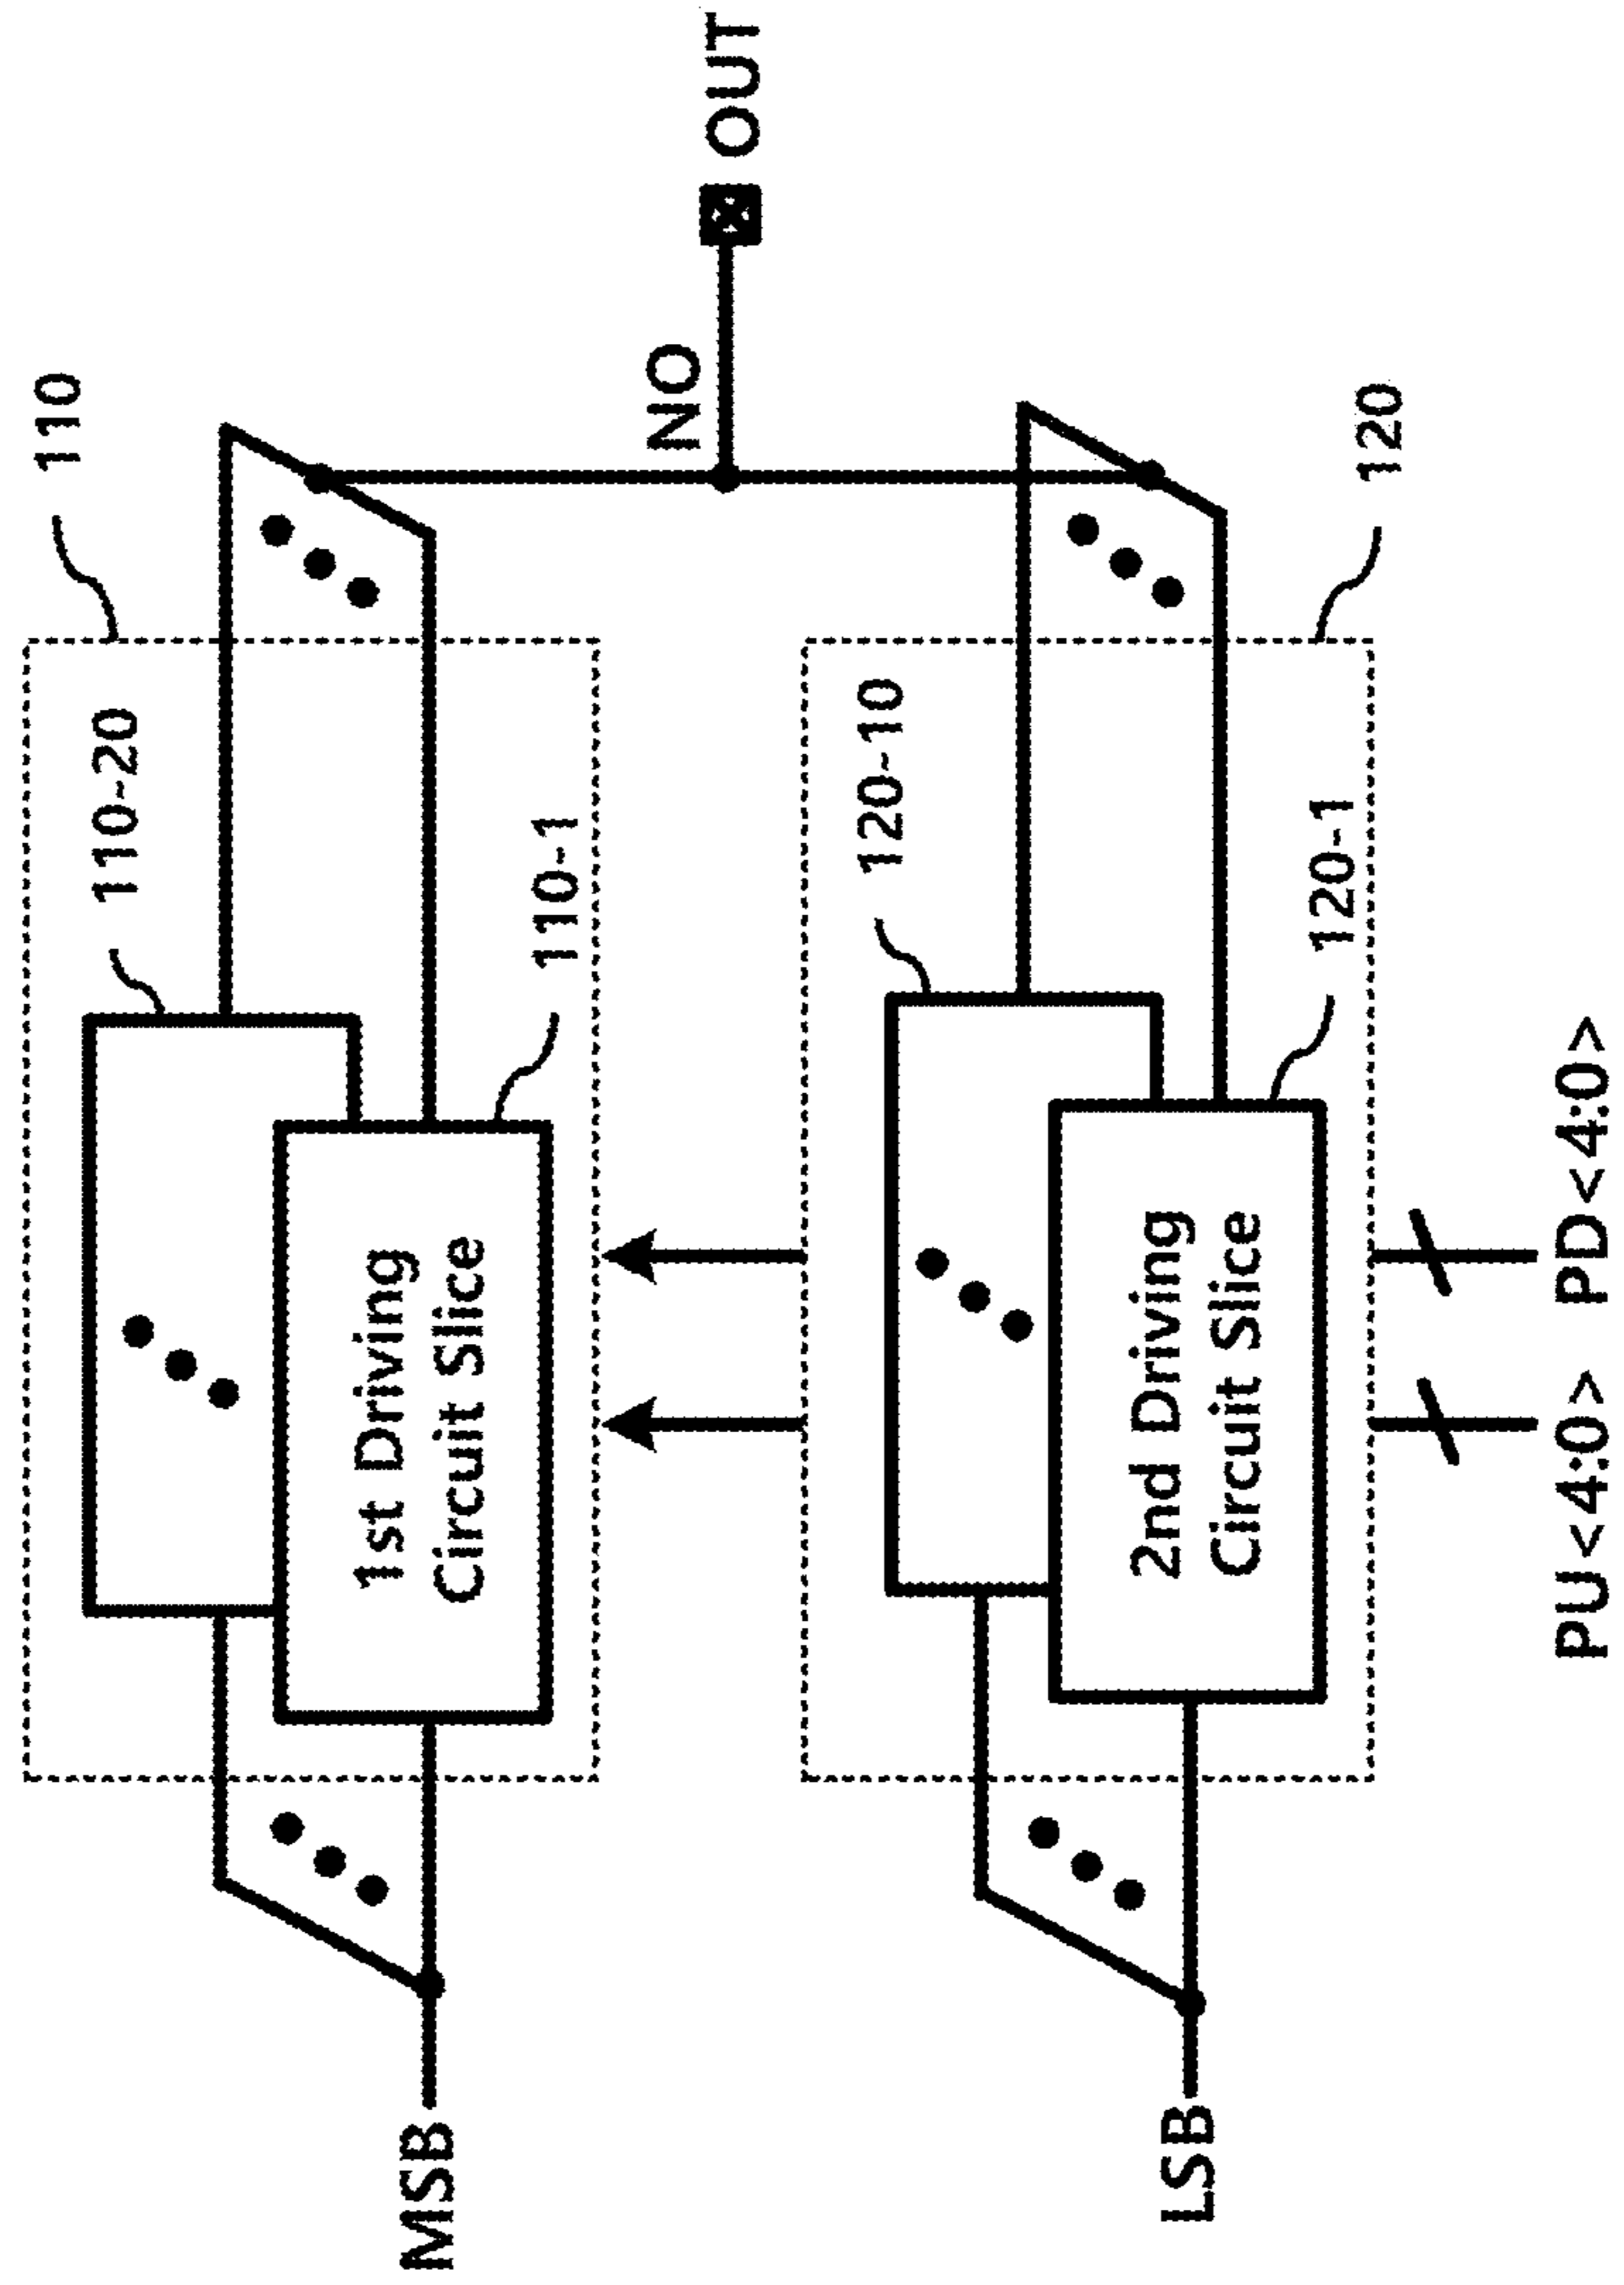 110
110-20
110-1
1st Driving
Circuit Slice
MSB
NO
OUT
120-10
120-1
2nd Driving
Circuit Slice
LSB
120
PU<4:0>
PD<4:0>